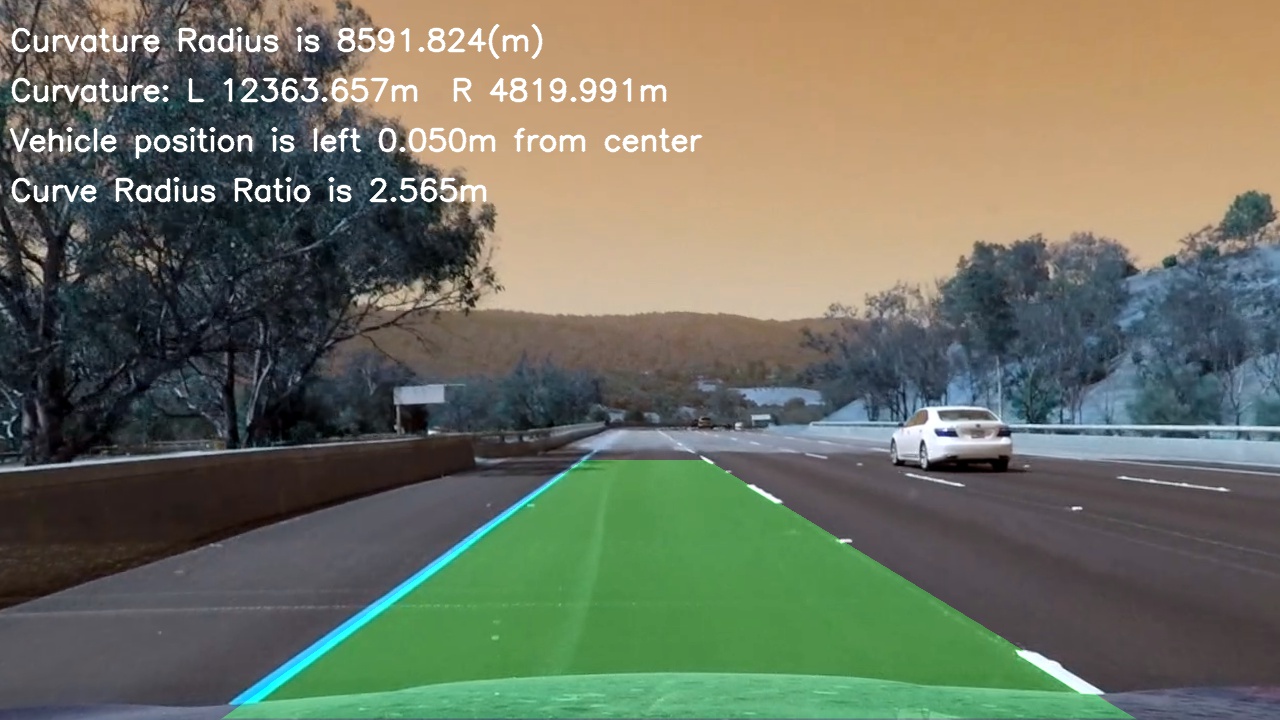 Curvature Radius is 8591.824(m)
Curvature: L 12363.657m R 4819.991m
Vehicle position is left 0.050m from center
Curve Radius Ratio is 2.565m